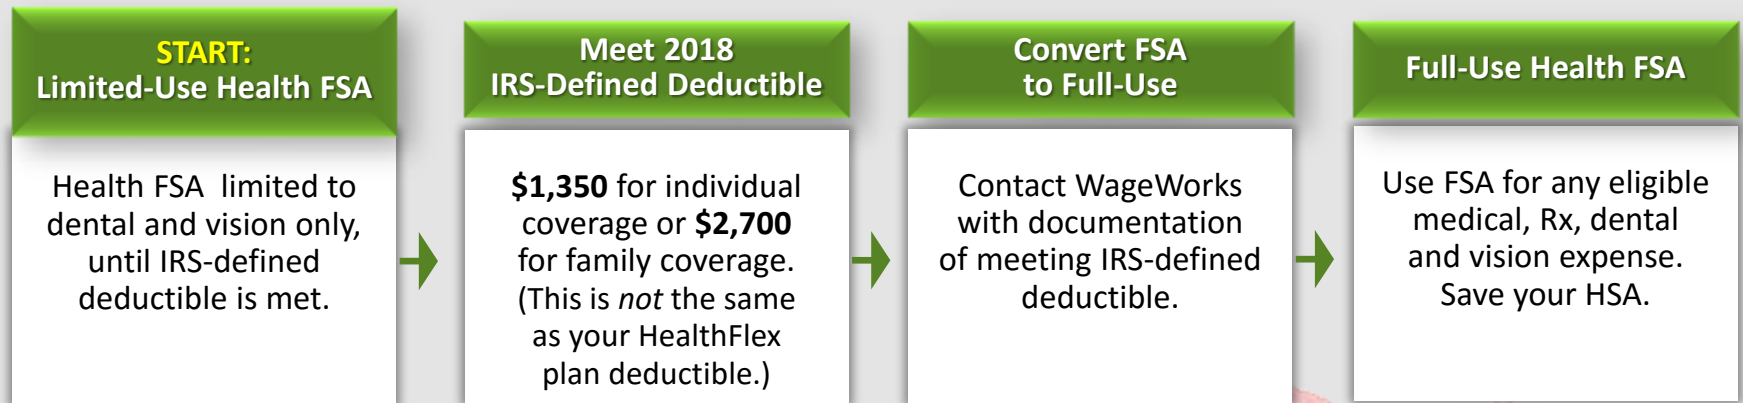 START:
Limited-Use Health FSA
Health FSA limited to
dental and vision only,
until IRS-defined
deductible is met.
Meet 2018
IRS-Defined Deductible
$1,350 for individual
coverage or $2,700
for family coverage.
(This is not the same
as your HealthFlex
plan deductible.)
Convert FSA
to Full-Use
Contact WageWorks
with documentation
of meeting IRS-defined
deductible.
Full-Use Health FSA
Use FSA for any eligible
medical, Rx, dental
and vision expense.
Save your HSA.